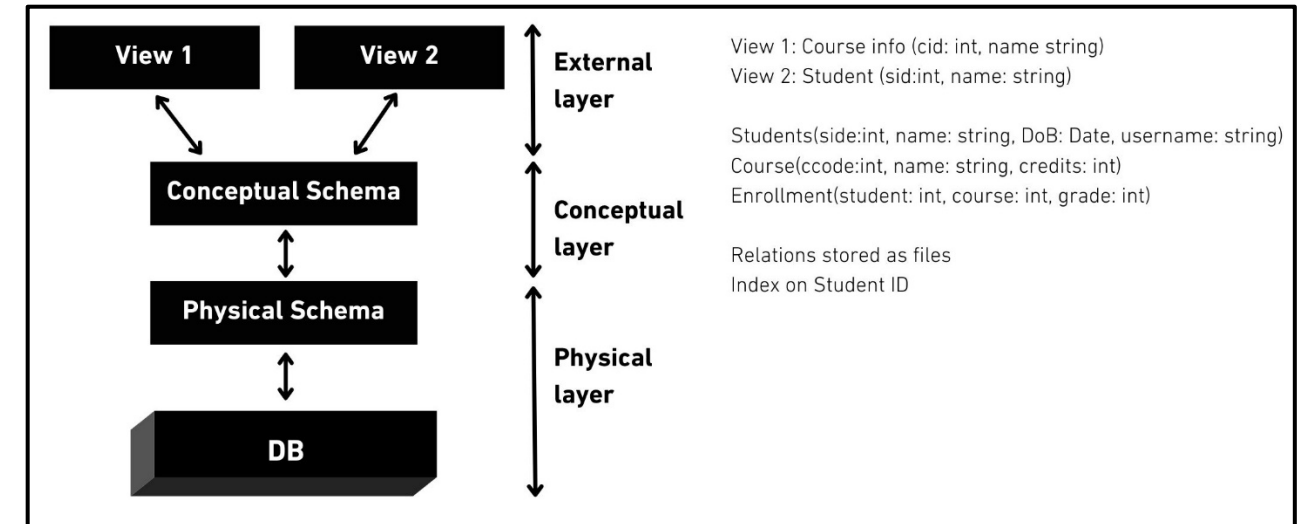 View 1
View 2
External
layer
Conceptual Schema
Conceptual
layer
Physical Schema
Physical
layer
DB
View 1: Course info (cid: int, name string)
View 2: Student (sid:int, name: string)
Students(side:int, name: string, DoB: Date, username: string)
Course(ccode:int, name: string, credits: int)
Enrollment(student: int, course: int, grade: int)
Relations stored as files
Index on Student ID